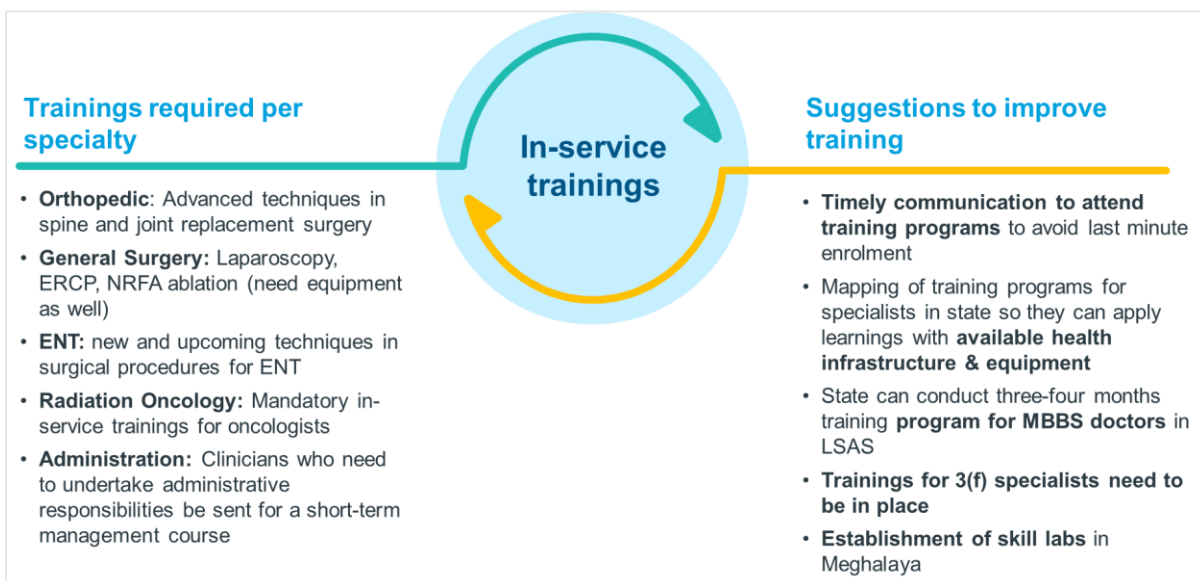 Trainings required per
specialty
• Orthopedic: Advanced techniques in
spine and joint replacement surgery
• General Surgery: Laparoscopy,
ERCP, NRFA ablation (need equipment
as well)
• ENT: new and upcoming techniques in
surgical procedures for ENT
• Radiation Oncology: Mandatory in-
service trainings for oncologists
• Administration: Clinicians who need
to undertake administrative
responsibilities be sent for a short-term
management course
In-service
trainings
Suggestions to improve
training
• Timely communication to attend
training programs to avoid last minute
enrolment
• Mapping of training programs for
specialists in state so they can apply
learnings with available health
infrastructure & equipment
• State can conduct three-four months
training program for MBBS doctors in
LSAS
• Trainings for 3(f) specialists need to
be in place
• Establishment of skill labs in
Meghalaya